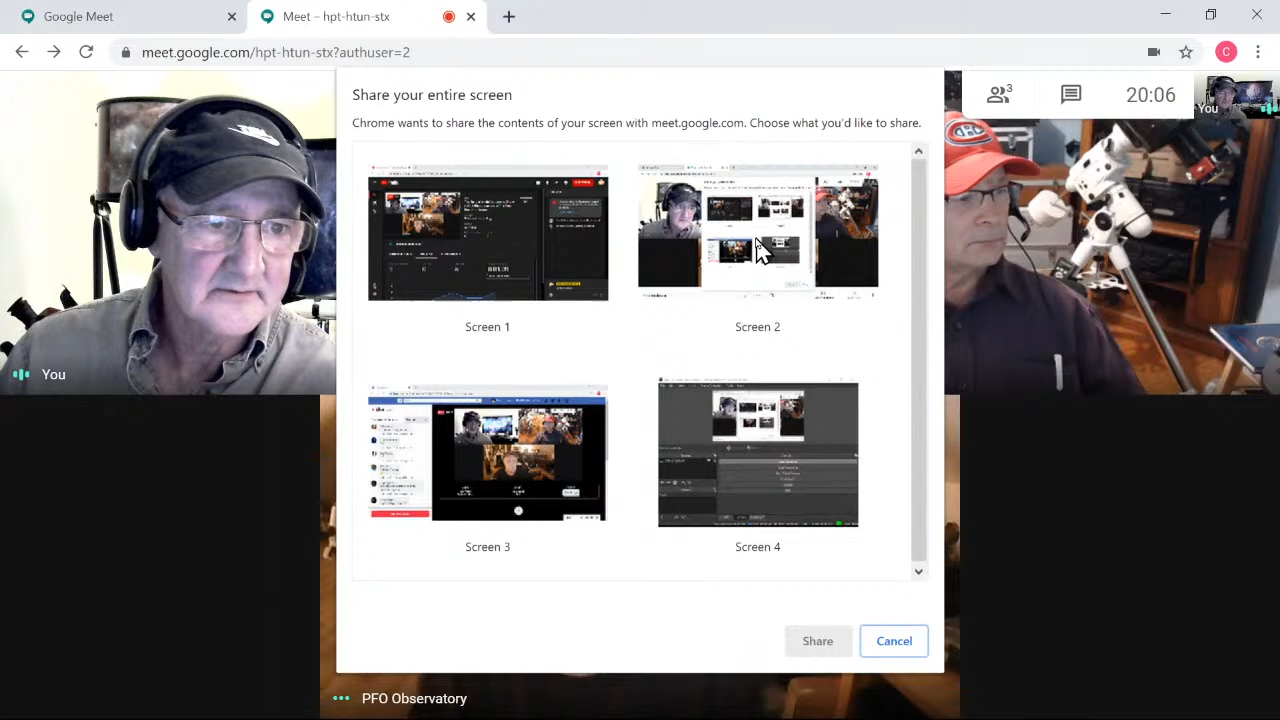 Google Meet
Meet – hpt-htun-stx
meet.google.com/hpt-htun-stx?authuser=2
C
Share your entire screen
Chrome wants to share the contents of your screen with meet.google.com. Choose what you'd like to share.
3
20:06
You
Screen 1
Screen 2
You
Screen 3
Screen 4
Share
Cancel
PFO Observatory